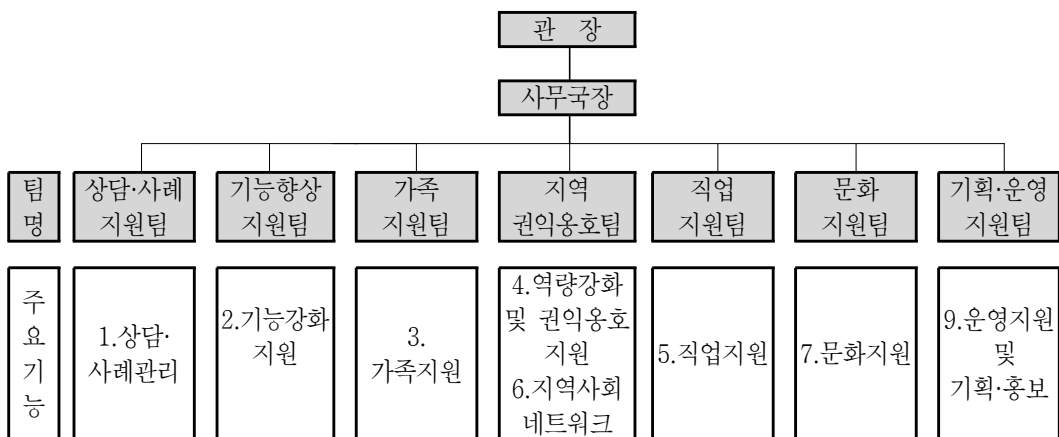 관 장
사무국장
팀
명
상담·사례
지원팀
기능향상
지원팀
가족
지원팀
지역
권익옹호팀
직업
지원팀
문화
지원팀
기획·운영
지원팀
주
요
기
능
1.상담·
사례관리
2.기능강화
지원
3.
가족지원
4.역량강화
및 권익옹호
지원
6.지역사회
네트워크
5.직업지원
7.문화지원
9.운영지원
및
기획·홍보